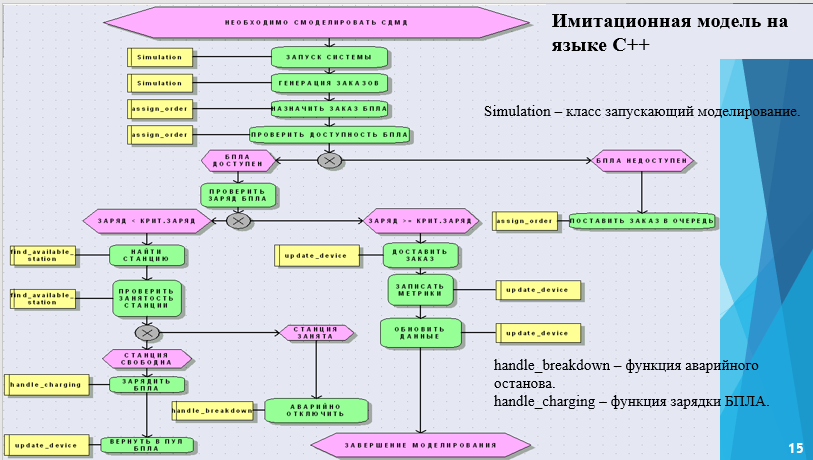 НЕОБХОДИМО СМОДЕЛИРОВАТЬ СДМД
Имитационная модель на
языке C++
Simulation
ЗАПУСК СИСТЕМЫ
Simulation
ГЕНЕРАЦИЯ ЗАКАЗОВ
assign_order
НАЗНАЧИТЬ ЗАКАЗ БПЛА
Simulation – класс запускающий моделирование.
assign_order
ПРОВЕРИТЬ ДОСТУПНОСТЬ БПЛА
БПЛА
ДОСТУПЕН
БПЛА НЕДОСТУПЕН
ПРОВЕРИТЬ
ЗАРЯД БПЛА
ЗАРЯД < КРИТ.ЗАРЯД
ЗАРЯД >= КРИТ.ЗАРЯД
assign_order
ПОСТАВИТЬ ЗАКАЗ В ОЧЕРЕДЬ
find_available_
station
НАЙТИ
СТАНЦИЮ
update_device
ДОСТАВИТЬ
ЗАКАЗ
find_available_
station
ПРОВЕРИТЬ
ЗАНЯТОСТЬ
СТАНЦИИ
ЗАПИСАТЬ
МЕТРИКИ
update_device
СТАНЦИЯ
ЗАНЯТА
ОБНОВИТЬ
ДАННЫЕ
update_device
СТАНЦИЯ
СВОБОДНА
handle_breakdown – функция аварийного
останова.
handle_charging – функция зарядки БПЛА.
handle_charging
ЗАРЯДИТЬ
БПЛА
handle_breakdown
АВАРИЙНО
ОТКЛЮЧИТЬ
update_device
ВЕРНУТЬ В ПУЛ
БПЛА
ЗАВЕРШЕНИЕ МОДЕЛИРОВАНИЯ
15